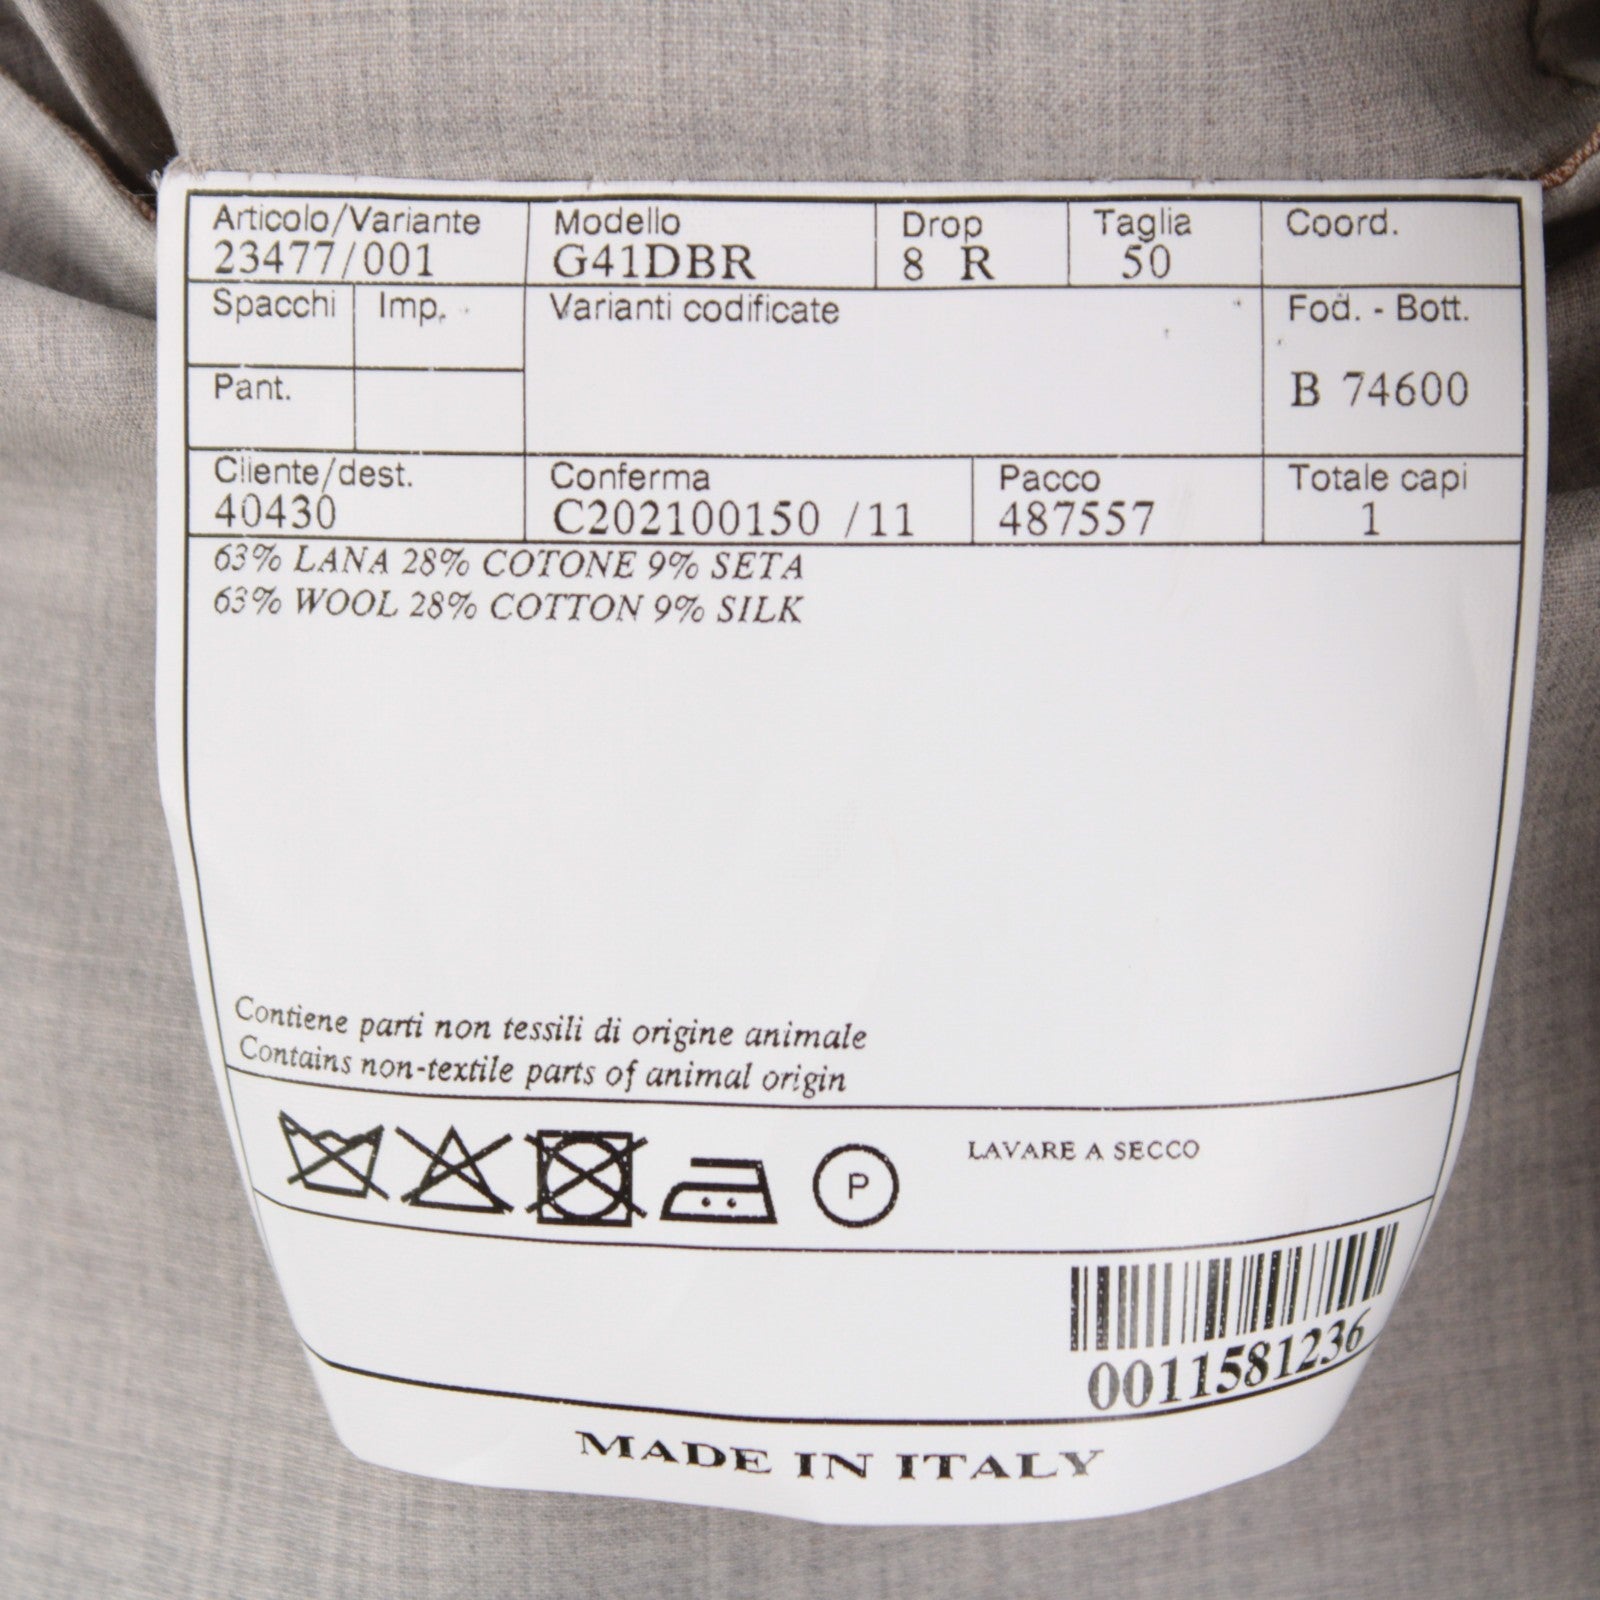 Articolo/Variante Modello Drop Taglia Coord.
23477/001 G41DBR 8 R 50
Spacchi Imp. Varianti codificate Fod. - Bott.
Pant. B 74600
Cliente/dest. Conferma Pacco Totale capi
40430 C202100150 /11 487557 1
63% LANA 28% COTONE 9% SETA
63% WOOL 28% COTTON 9% SILK
Contiene parti non tessili di origine animale
Contains non-textile parts of animal origin
P LAVARE A SECCO
0011581236
MADE IN ITALY